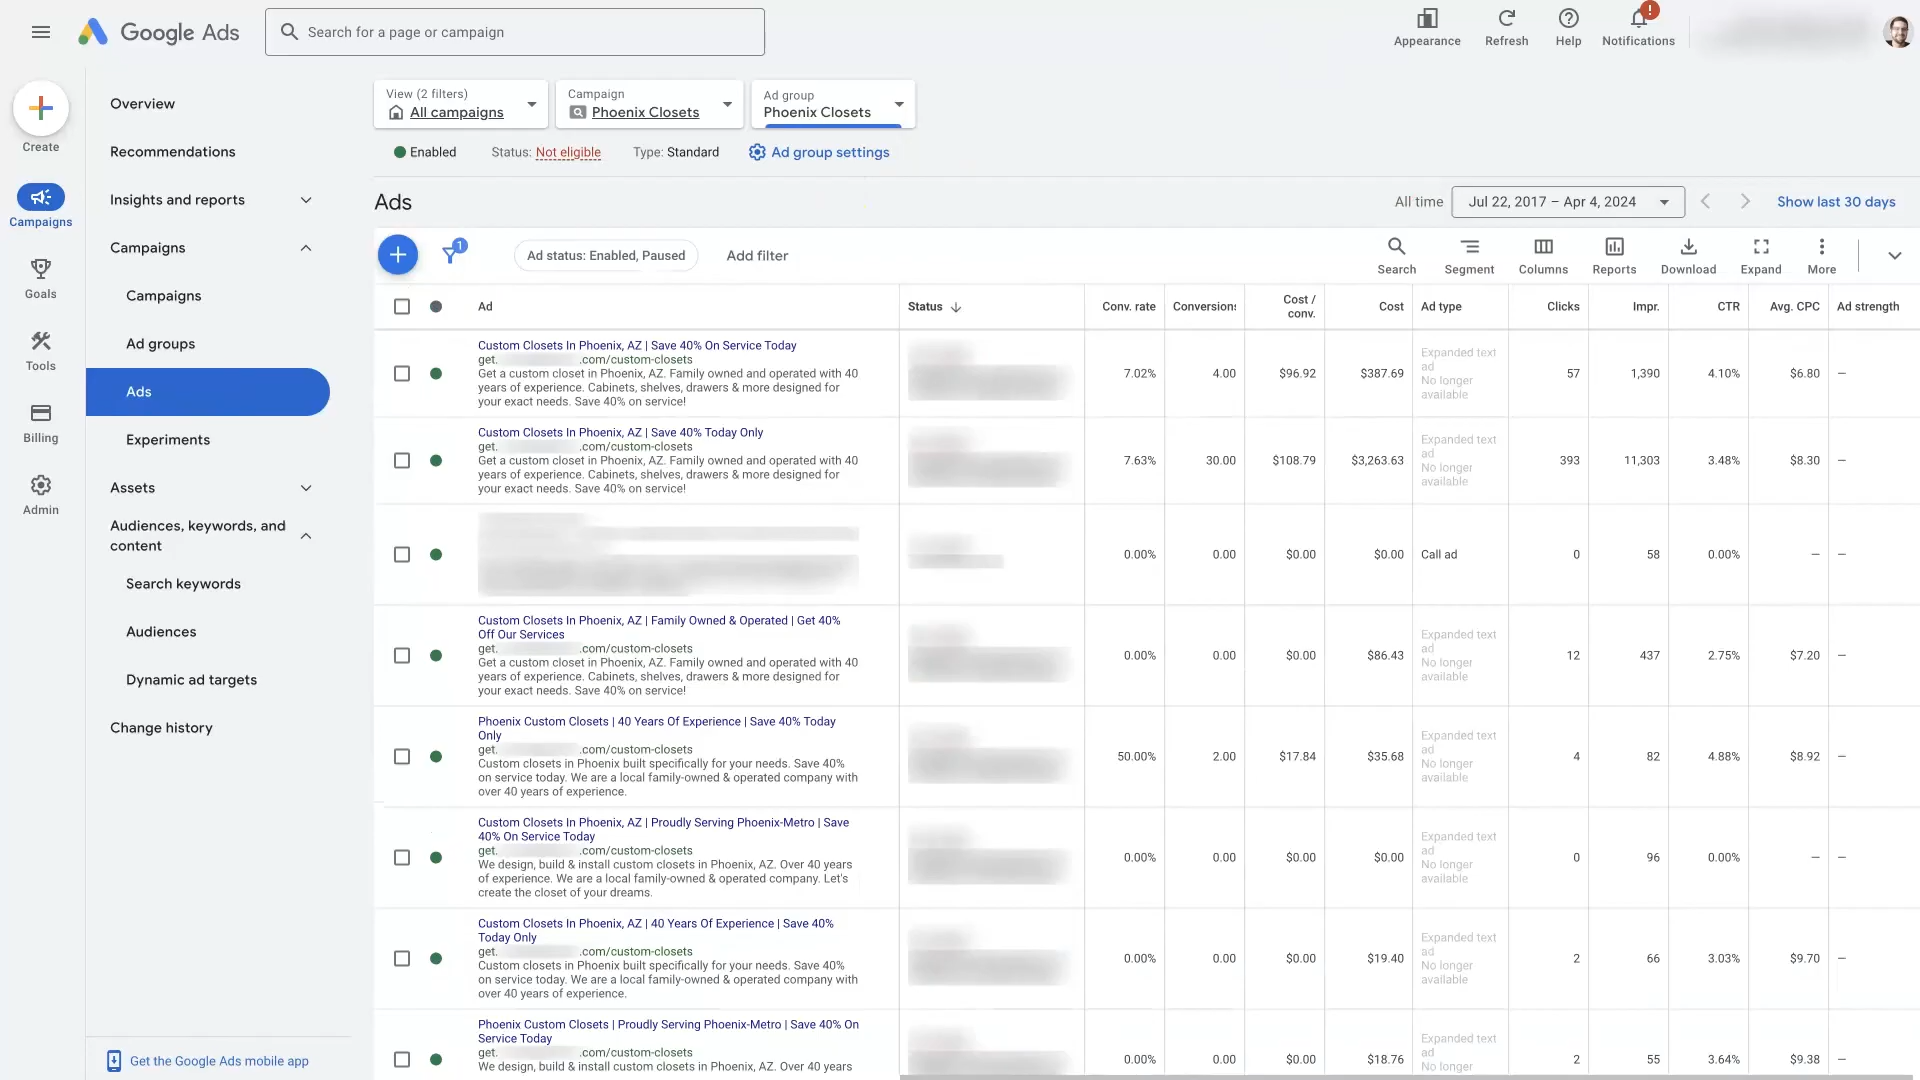 Google Ads
Search for a page or campaign
Appearance
Refresh
Help
!
Notifications
Create
Campaigns
Goals
Tools
Billing
Admin
Overview
Recommendations
Insights and reports
Campaigns
Campaigns
Ad groups
Ads
Experiments
Assets
Audiences, keywords, and
content
Search keywords
Audiences
Dynamic ad targets
Change history
Get the Google Ads mobile app
View (2 filters)
All campaigns
Campaign
Phoenix Closets
Ad group
Phoenix Closets
Enabled
Status: Not eligible
Type: Standard
Ad group settings
Ads
All time
Jul 22, 2017 – Apr 4, 2024
Show last 30 days
1
Ad status: Enabled, Paused
Add filter
Search
Segment
Columns
Reports
Download
Expand
More
Ad
Status
Conv. rate
Conversions
Cost /
conv.
Cost
Ad type
Clicks
Impr.
CTR
Avg. CPC
Ad strength
Custom Closets In Phoenix, AZ | Save 40% On Service Today
get. .com/custom-closets
Get a custom closet in Phoenix, AZ. Family owned and operated with 40
years of experience. Cabinets, shelves, drawers & more designed for
your exact needs. Save 40% on service!
7.02%
4.00
$96.92
$387.69
Expanded text
ad
No longer
available
57
1,390
4.10%
$6.80
—
Custom Closets In Phoenix, AZ | Save 40% Today Only
get. .com/custom-closets
Get a custom closet in Phoenix, AZ. Family owned and operated with 40
years of experience. Cabinets, shelves, drawers & more designed for
your exact needs. Save 40% on service!
7.63%
30.00
$108.79
$3,263.63
Expanded text
ad
No longer
available
393
11,303
3.48%
$8.30
—
0.00%
0.00
$0.00
$0.00
Call ad
0
58
0.00%
—
—
Custom Closets In Phoenix, AZ | Family Owned & Operated | Get 40%
Off Our Services
get. .com/custom-closets
Get a custom closet in Phoenix, AZ. Family owned and operated with 40
years of experience. Cabinets, shelves, drawers & more designed for
your exact needs. Save 40% on service!
0.00%
0.00
$0.00
$86.43
Expanded text
ad
No longer
available
12
437
2.75%
$7.20
—
Phoenix Custom Closets | 40 Years Of Experience | Save 40% Today
Only
get. .com/custom-closets
Custom closets in Phoenix built specifically for your needs. Save 40%
on service today. We are a local family-owned & operated company with
over 40 years of experience.
50.00%
2.00
$17.84
$35.68
Expanded text
ad
No longer
available
4
82
4.88%
$8.92
—
Custom Closets In Phoenix, AZ | Proudly Serving Phoenix-Metro | Save
40% On Service Today
get. .com/custom-closets
We design, build & install custom closets in Phoenix, AZ. Over 40 years
of experience. We are a local family-owned & operated company. Let's
create the closet of your dreams.
0.00%
0.00
$0.00
$0.00
Expanded text
ad
No longer
available
0
96
0.00%
—
—
Custom Closets In Phoenix, AZ | 40 Years Of Experience | Save 40%
Today Only
get. .com/custom-closets
Custom closets in Phoenix built specifically for your needs. Save 40%
on service today. We are a local family-owned & operated company with
over 40 years of experience.
0.00%
0.00
$0.00
$19.40
Expanded text
ad
No longer
available
2
66
3.03%
$9.70
—
Phoenix Custom Closets | Proudly Serving Phoenix-Metro | Save 40% On
Service Today
get. .com/custom-closets
We design, build & install custom closets in Phoenix, AZ. Over 40 years
0.00%
0.00
$0.00
$18.76
Expanded text
ad
No longer
2
55
3.64%
$9.38
—